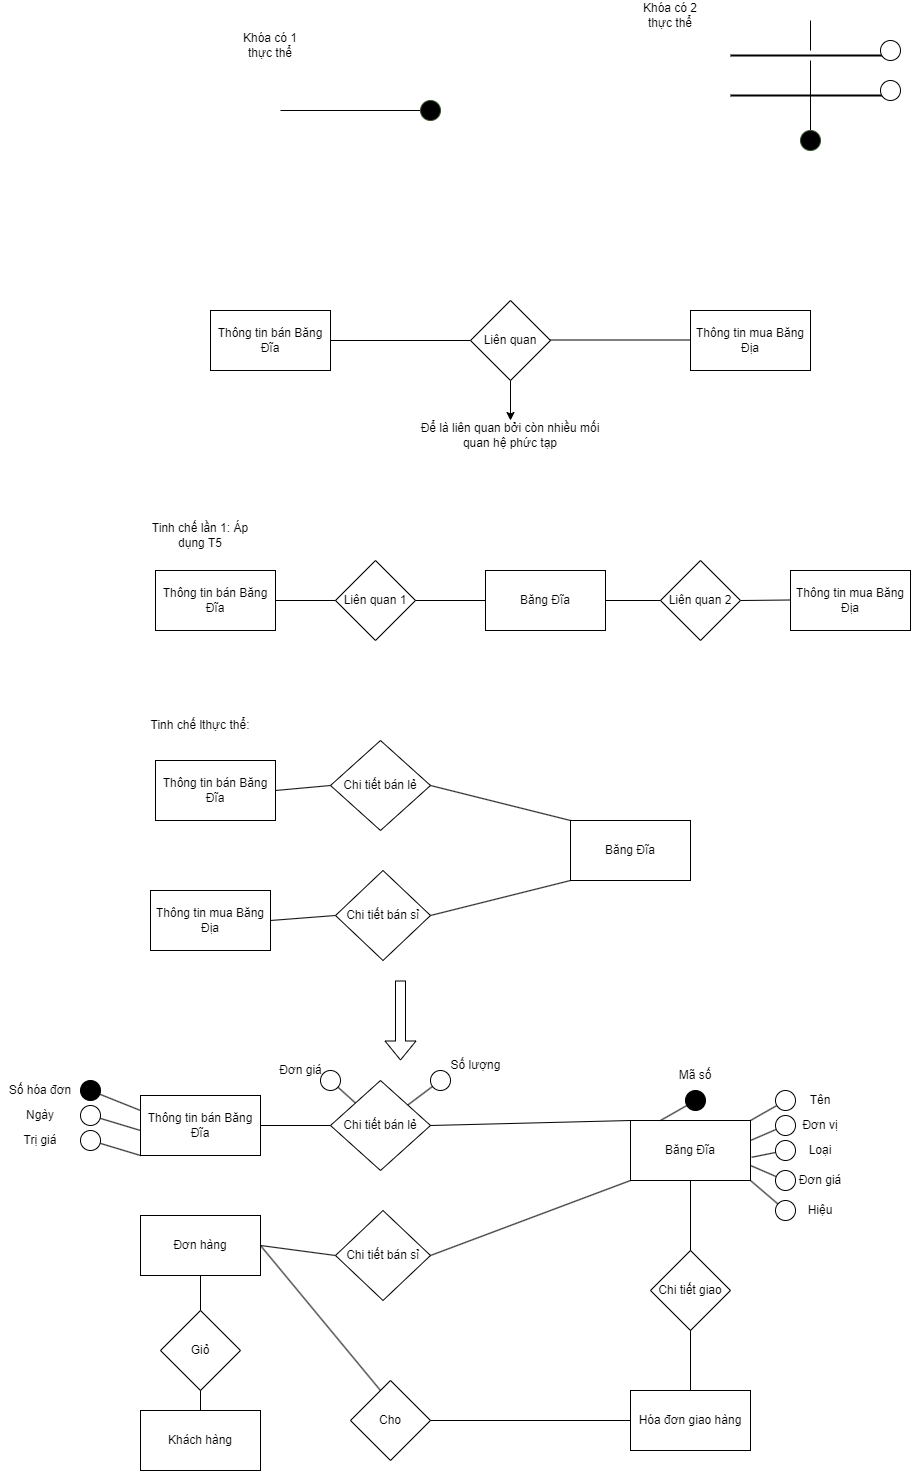 Khóa có 1
thực thể
Khóa có 2
thực thể
Thông tin bán Băng
Đĩa
Liên quan
Thông tin mua Băng
Địa
Để là liên quan bởi còn nhiều mối
quan hệ phức tạp
Tinh chế lần 1: Áp
dụng T5
Thông tin bán Băng
Đĩa
Liên quan 1
Băng Đĩa
Liên quan 2
Thông tin mua Băng
Địa
Tinh chế lthực thể:
Thông tin bán Băng
Đĩa
Chi tiết bán lẻ
Băng Đĩa
Thông tin mua Băng
Địa
Chi tiết bán sỉ
Số hóa đơn
Ngày
Trị giá
Thông tin bán Băng
Đĩa
Đơn giá
Số lượng
Chi tiết bán lẻ
Mã số
Băng Đĩa
Tên
Đơn vị
Loại
Đơn giá
Hiệu
Đơn hàng
Chi tiết bán sỉ
Chi tiết giao
Giỏ
Cho
Hóa đơn giao hàng
Khách hàng